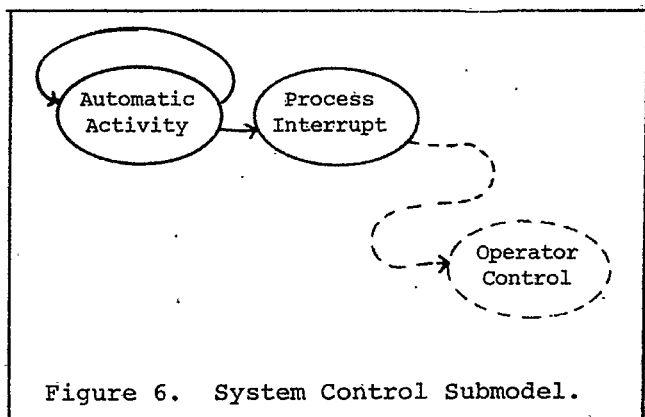 Automatic
Activity
Process
Interrupt
Operator
Control
Figure 6. System Control Submodel.